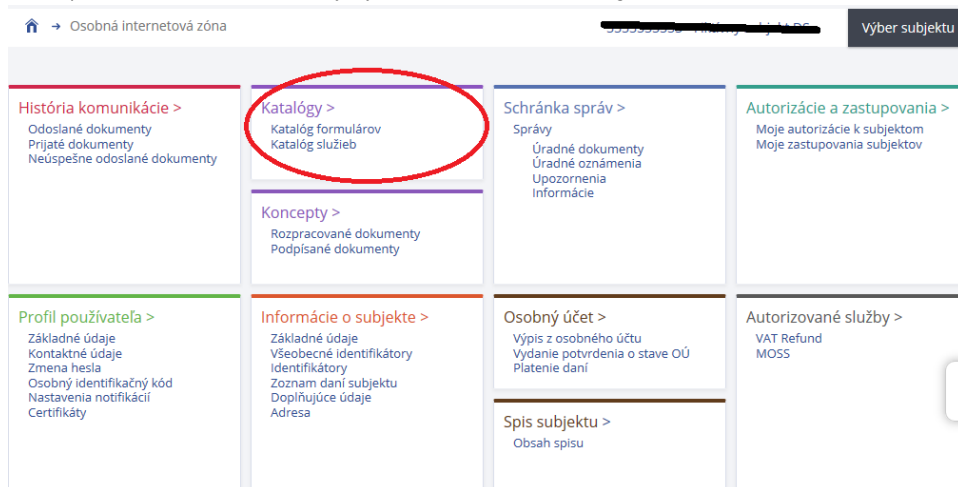 → Osobná internetová zóna
Výber subjektu
História komunikácie >
Odoslané dokumenty
Prijaté dokumenty
Neúspešne odoslané dokumenty
Katalógy >
Katalóg formulárov
Katalóg služieb
Koncepty >
Rozpracované dokumenty
Podpísané dokumenty
Schránka správ >
Správy
Úradné dokumenty
Úradné oznámenia
Upozornenia
Informácie
Autorizácie a zastupovania >
Moje autorizácie k subjektom
Moje zastupovania subjektov
Profil používateľa >
Základné údaje
Kontaktné údaje
Zmena hesla
Osobný identifikačný kód
Nastavenia notifikácií
Certifikáty
Informácie o subjekte >
Základné údaje
Všeobecné identifikátory
Identifikátory
Zoznam daní subjektu
Doplňujúce údaje
Adresa
Osobný účet >
Výpis z osobného účtu
Vydanie potvrdenia o stave OÚ
Platenie daní
Spis subjektu >
Obsah spisu
Autorizované služby >
VAT Refund
MOSS